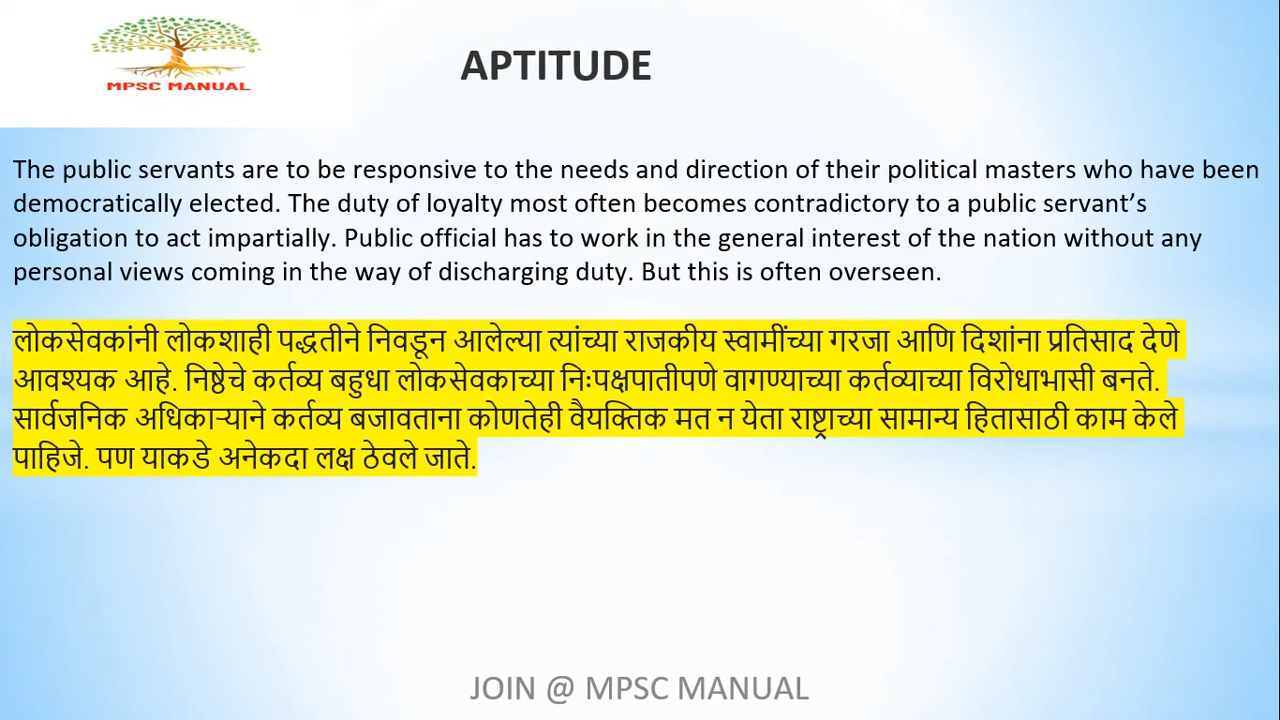 MPSC MANUAL
APTITUDE
The public servants are to be responsive to the needs and direction of their political masters who have been
democratically elected. The duty of loyalty most often becomes contradictory to a public servant’s
obligation to act impartially. Public official has to work in the general interest of the nation without any
personal views coming in the way of discharging duty. But this is often overseen.
लोकसेवकांनी लोकशाही पद्धतीने निवडून आलेल्या त्यांच्या राजकीय स्वामींच्या गरजा आणि दिशांना प्रतिसाद देणे
आवश्यक आहे. निष्ठेचे कर्तव्य बहुधा लोकसेवकाच्या निःपक्षपातीपणे वागण्याच्या कर्तव्याच्या विरोधाभासी बनते.
सार्वजनिक अधिकाऱ्याने कर्तव्य बजावताना कोणतेही वैयक्तिक मत न येता राष्ट्राच्या सामान्य हितासाठी काम केले
पाहिजे. पण याकडे अनेकदा लक्ष ठेवले जाते.
JOIN @ MPSC MANUAL